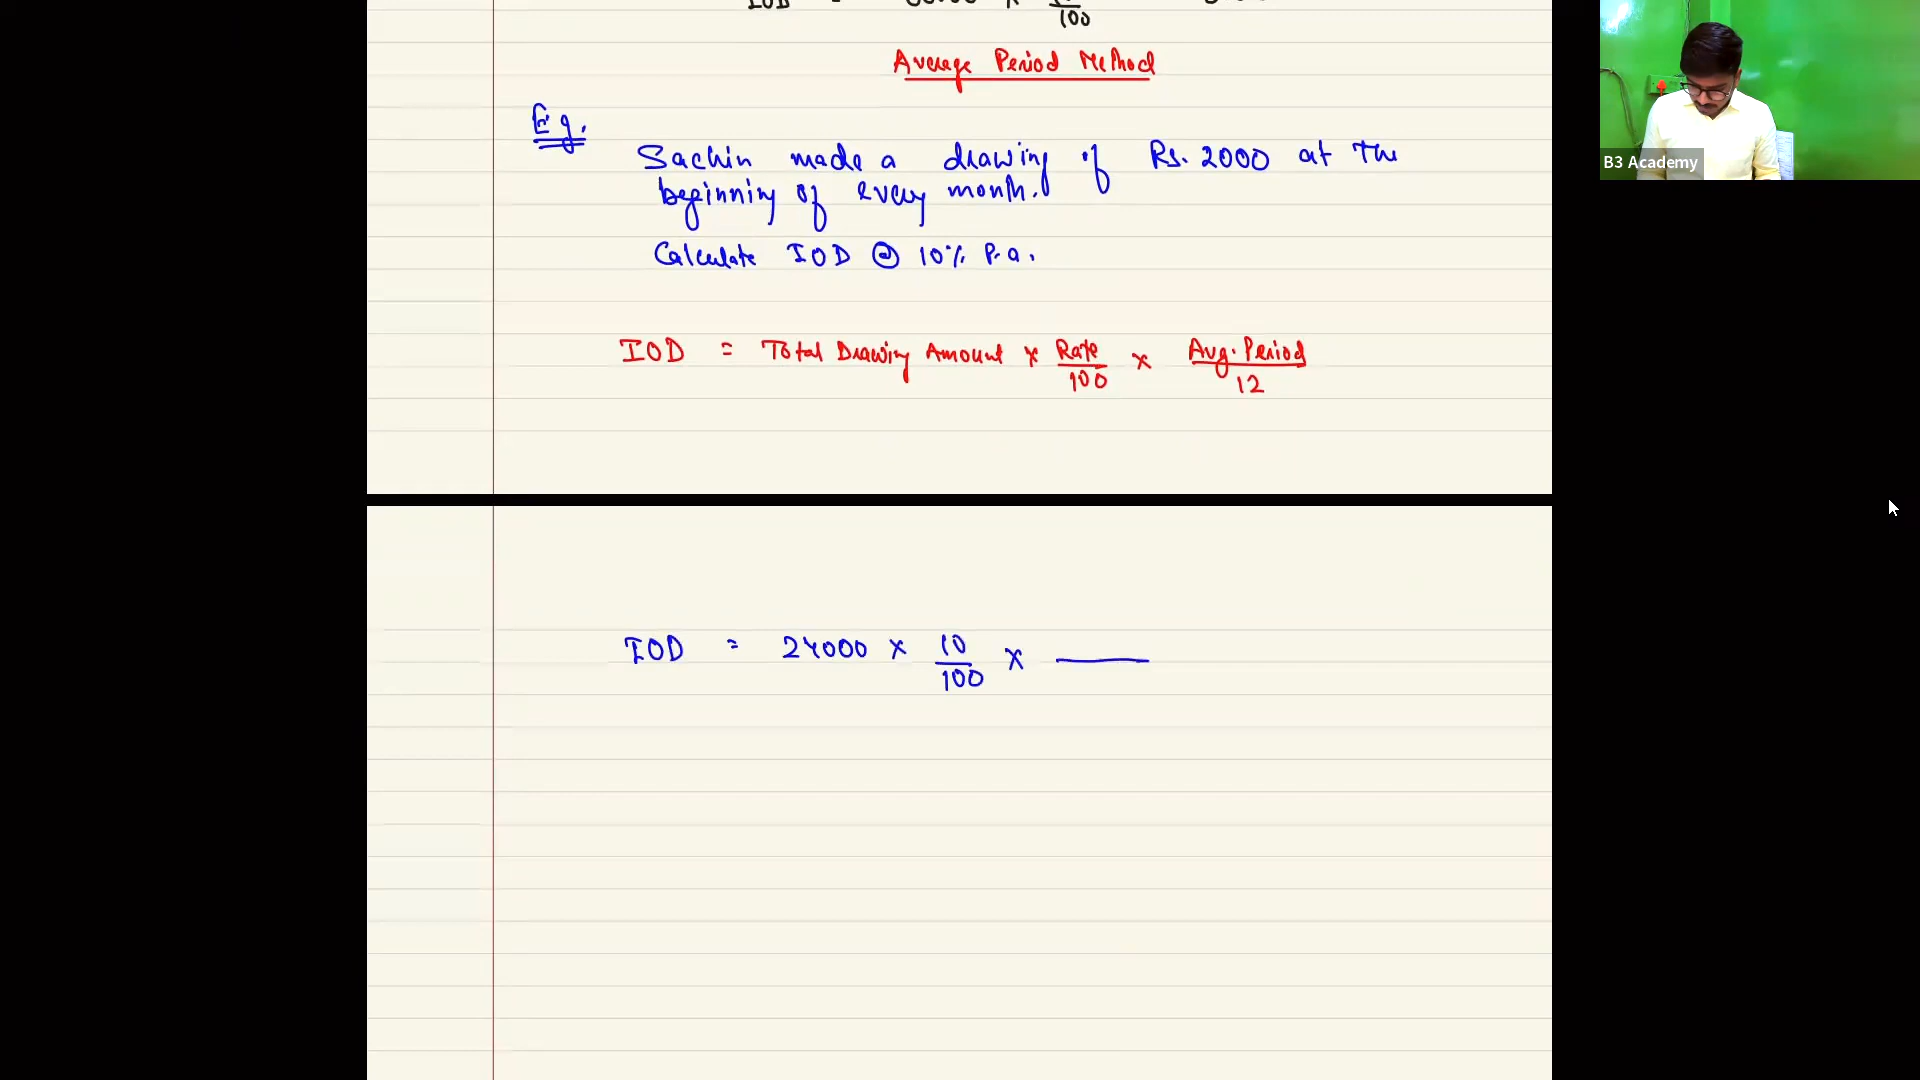 100
Average Period Method
Eg.
Sachin made a drawing of Rs. 2000 at the
beginning of every month.
Calculate IOD @ 10% P.a.
IOD = Total Drawing Amount x Rate/100 x Avg. Period/12
IOD = 24000 x 10/100 x
B3 Academy